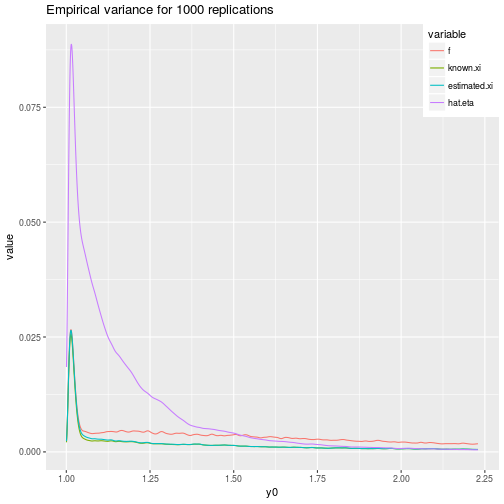 Empirical variance for 1000 replications
variable
f
known.xi
estimated.xi
hat.eta
value
0.075
0.050
0.025
0.000
1.00 1.25 1.50 1.75 2.00 2.25
y0